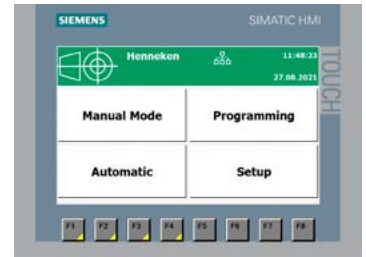 SIEMENS
SIMATIC HMI
Henneken
11:48:23
27.08.2021
TOUCH
Manual Mode
Programming
Automatic
Setup
F1 F2 F3 F4 F5 F6 F7 F8